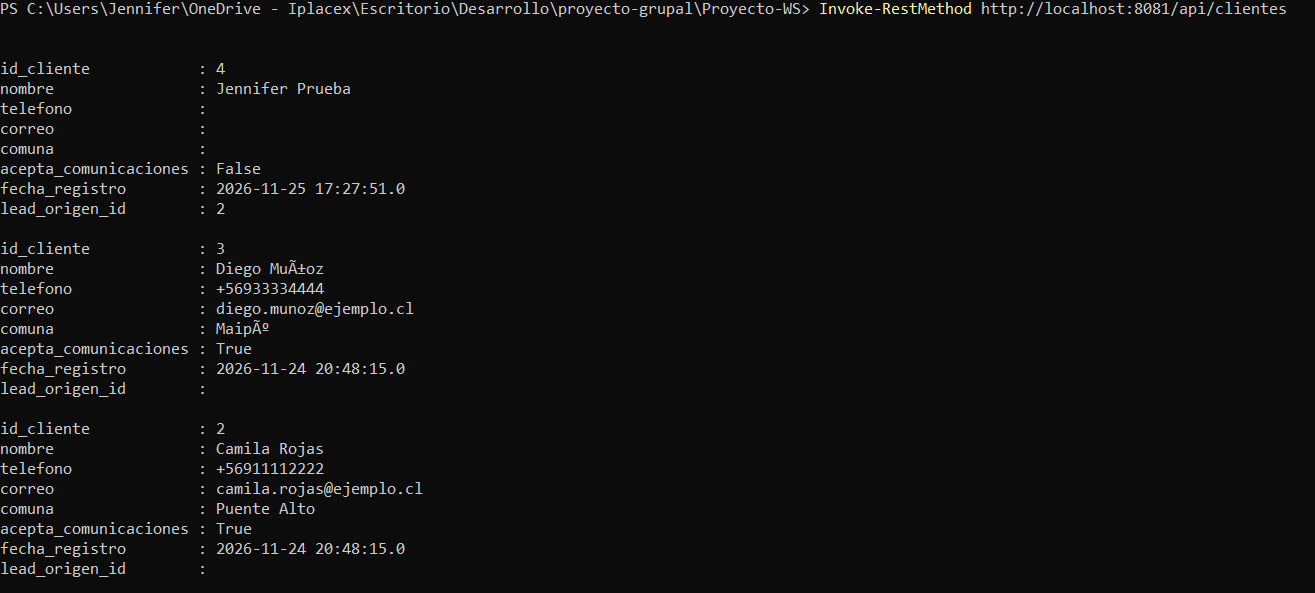 PS C:\Users\Jennifer\OneDrive - Iplacex\Escritorio\Desarrollo\proyecto-grupal\Proyecto-WS> Invoke-RestMethod http://localhost:8081/api/clientes
id_cliente : 4
nombre : Jennifer Prueba
telefono :
correo :
comuna :
acepta_comunicaciones : False
fecha_registro : 2026-11-25 17:27:51.0
lead_origen_id : 2
id_cliente : 3
nombre : Diego MuÃ±oz
telefono : +56933334444
correo : diego.munoz@ejemplo.cl
comuna : MaipÃº
acepta_comunicaciones : True
fecha_registro : 2026-11-24 20:48:15.0
lead_origen_id :
id_cliente : 2
nombre : Camila Rojas
telefono : +56911112222
correo : camila.rojas@ejemplo.cl
comuna : Puente Alto
acepta_comunicaciones : True
fecha_registro : 2026-11-24 20:48:15.0
lead_origen_id :